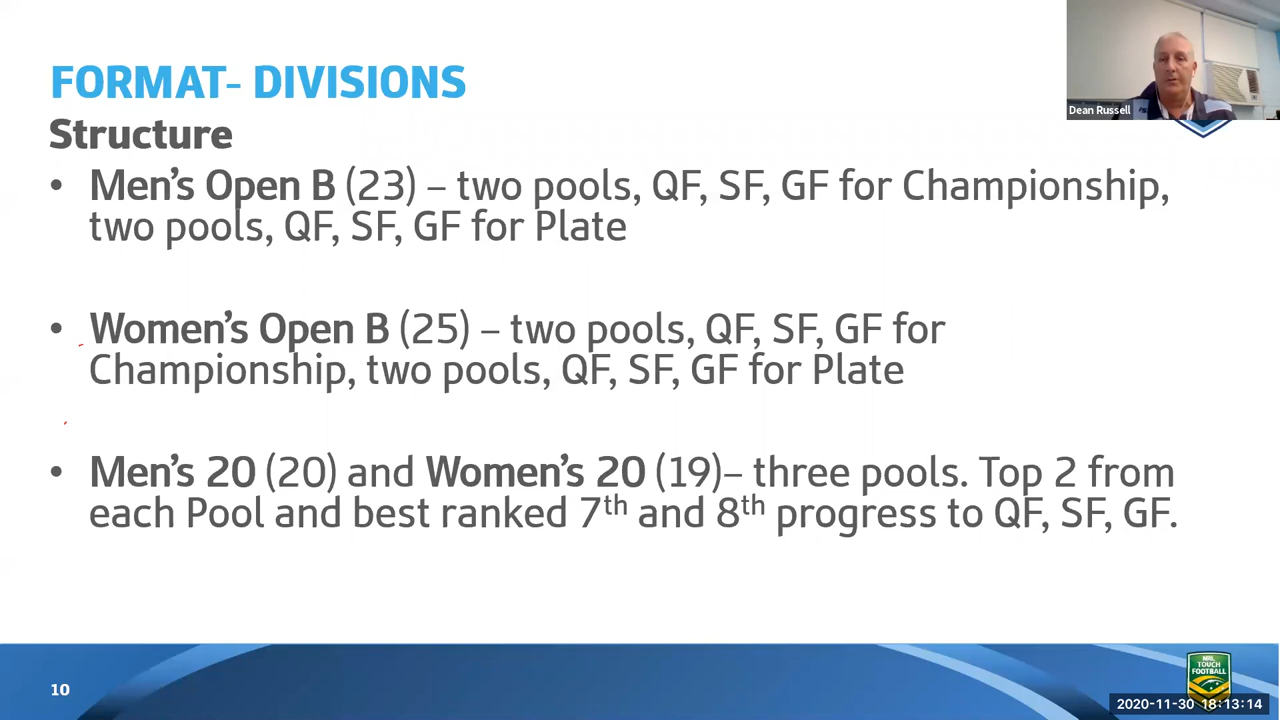 Dean Russell
FORMAT- DIVISIONS
Structure
• Men's Open B (23) – two pools, QF, SF, GF for Championship,
two pools, QF, SF, GF for Plate
• Women's Open B (25) – two pools, QF, SF, GF for
Championship, two pools, QF, SF, GF for Plate
• Men's 20 (20) and Women's 20 (19)– three pools. Top 2 from
each Pool and best ranked 7th and 8th progress to QF, SF, GF.
10
NRL
TOUCH
FOOTBALL
2020-11-30 18:13:14